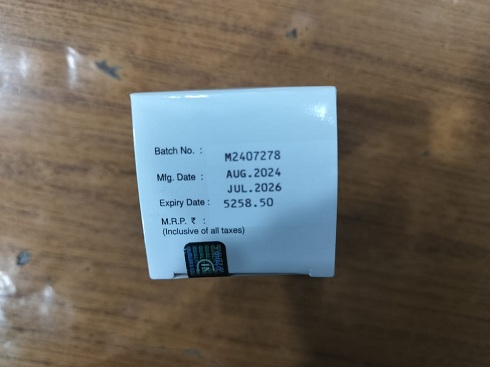 Batch No. : M2407278
Mfg. Date : AUG.2024
JUL.2026
Expiry Date : 5258.50
M.R.P. ₹ :
(Inclusive of all taxes)